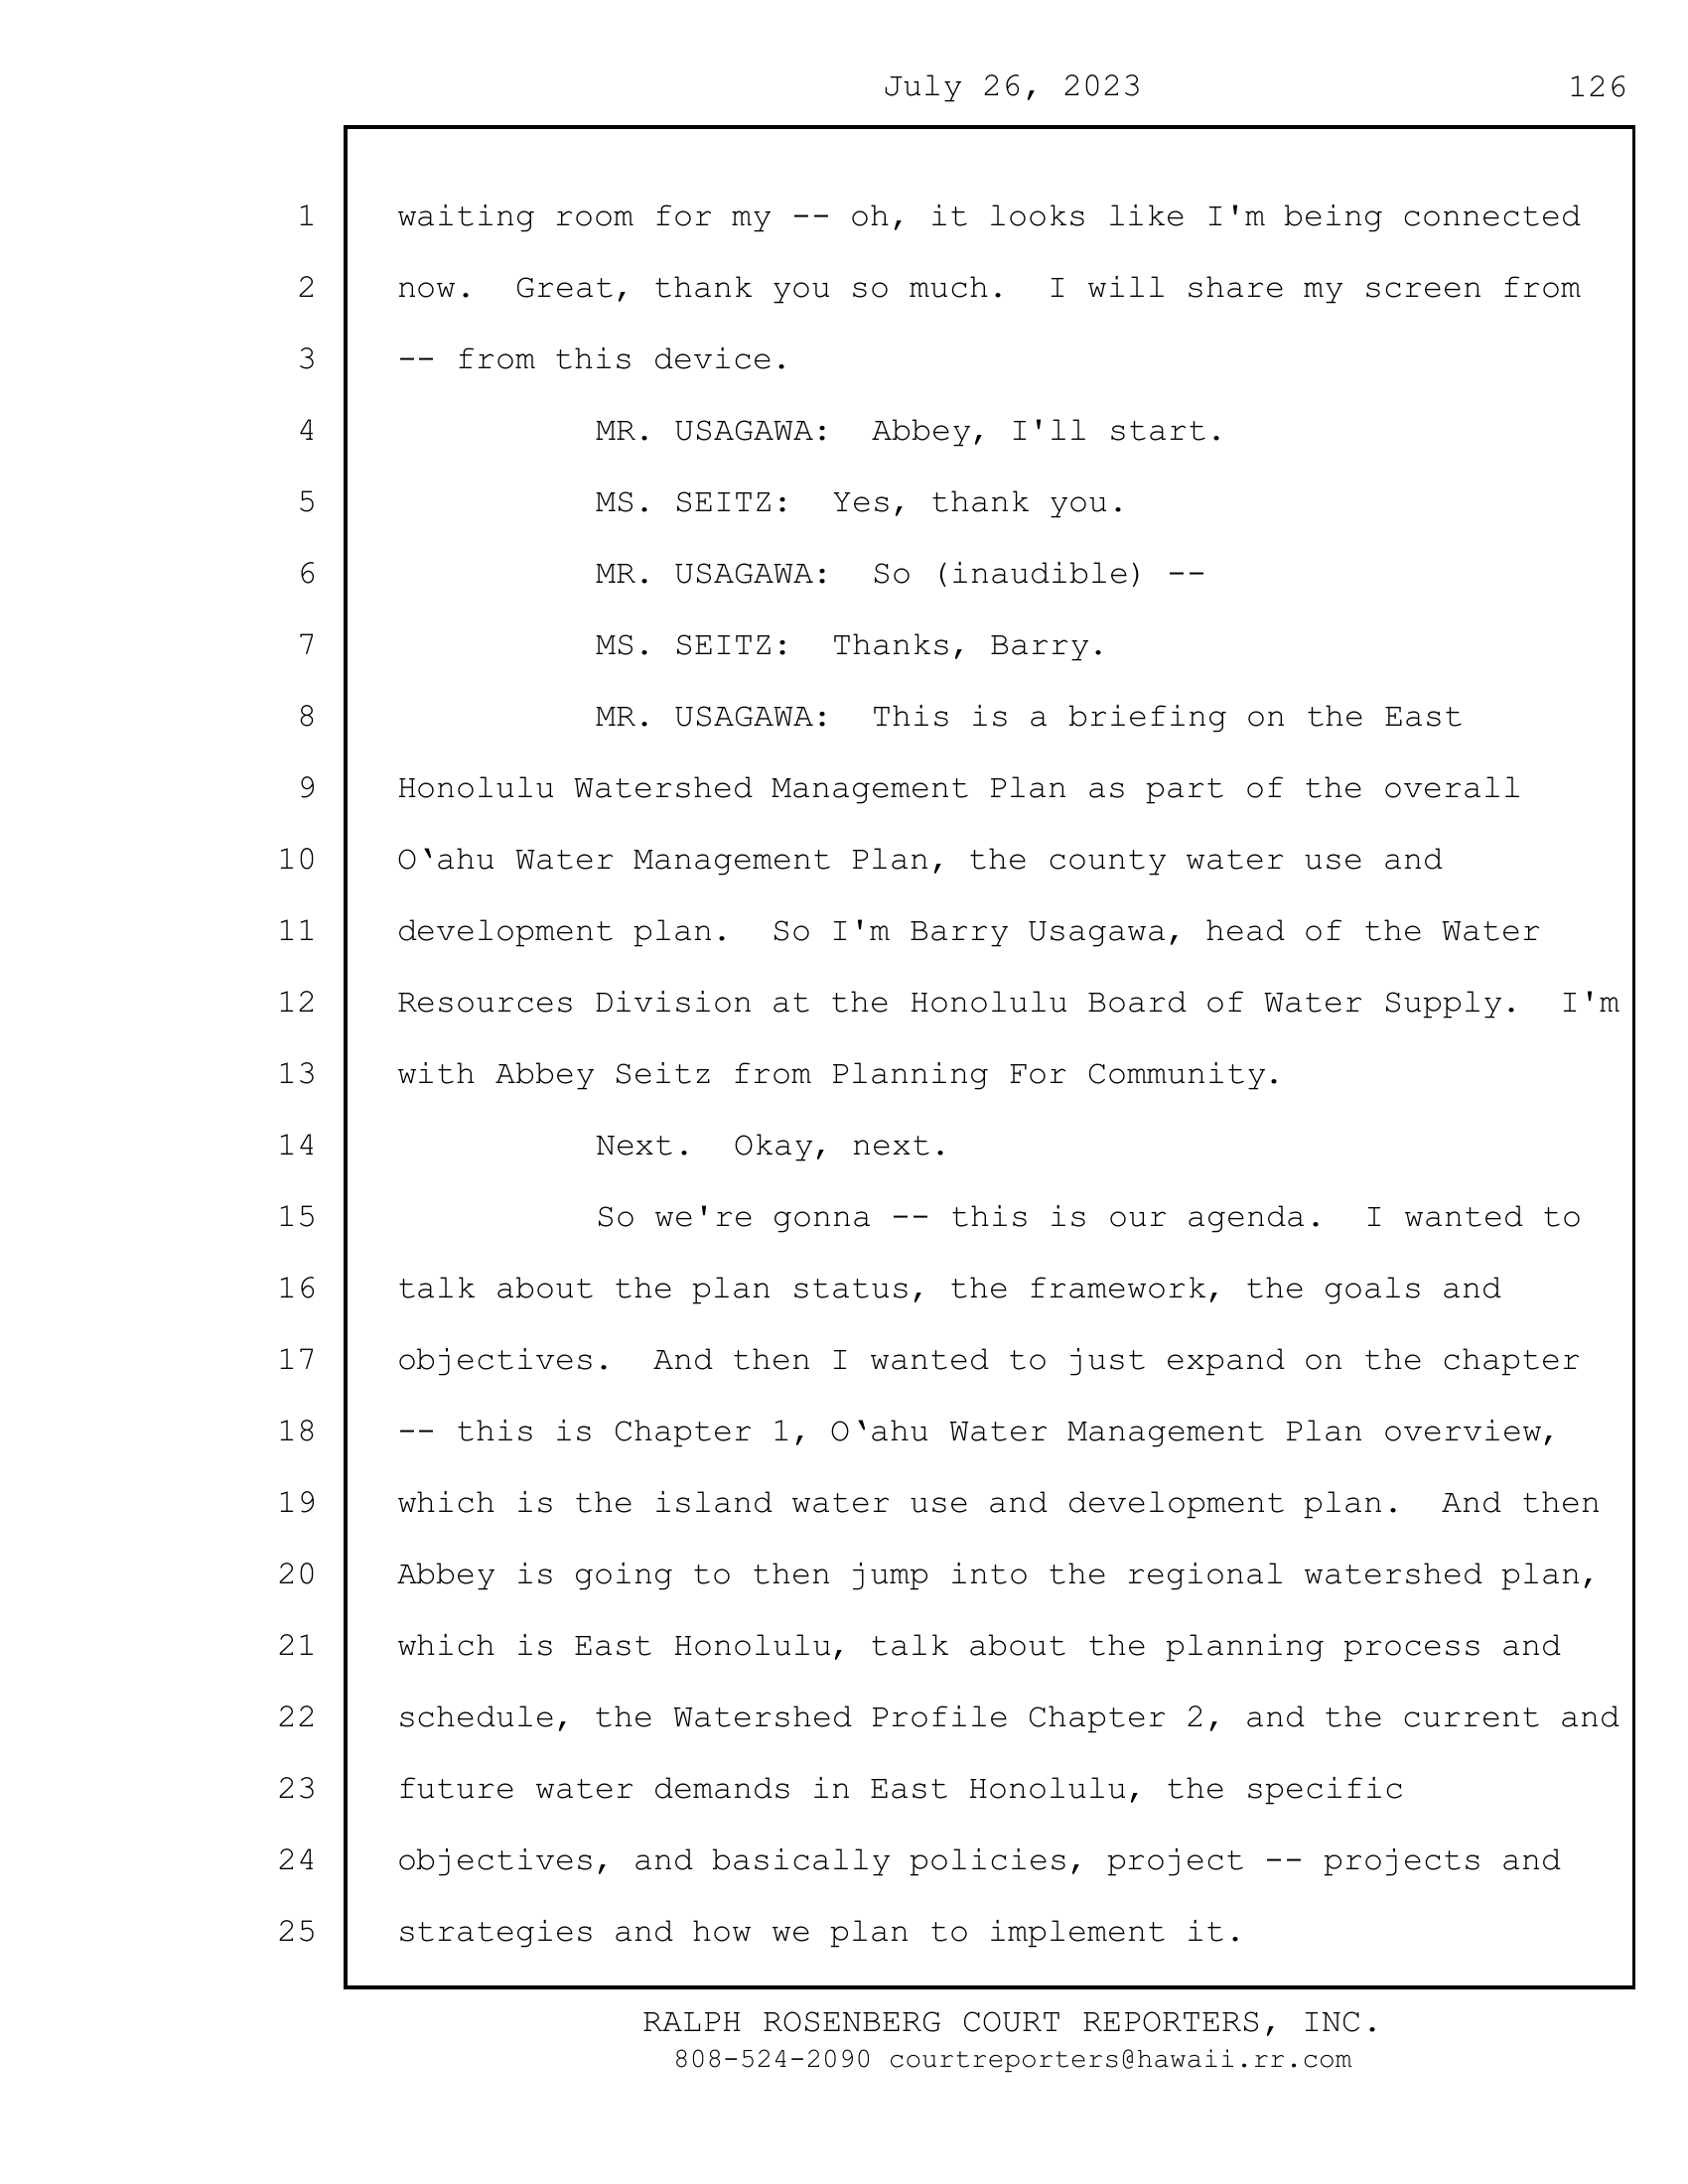 July 26, 2023 126
1 waiting room for my -- oh, it looks like I'm being connected
2 now.  Great, thank you so much.  I will share my screen from
3 -- from this device.
4 MR. USAGAWA:  Abbey, I'll start.
5 MS. SEITZ:  Yes, thank you.
6 MR. USAGAWA:  So (inaudible) --
7 MS. SEITZ:  Thanks, Barry.
8 MR. USAGAWA:  This is a briefing on the East
9 Honolulu Watershed Management Plan as part of the overall
10 O‘ahu Water Management Plan, the county water use and
11 development plan.  So I'm Barry Usagawa, head of the Water
12 Resources Division at the Honolulu Board of Water Supply.  I'm
13 with Abbey Seitz from Planning For Community.
14 Next.  Okay, next.
15 So we're gonna -- this is our agenda.  I wanted to
16 talk about the plan status, the framework, the goals and
17 objectives.  And then I wanted to just expand on the chapter
18 -- this is Chapter 1, O‘ahu Water Management Plan overview,
19 which is the island water use and development plan.  And then
20 Abbey is going to then jump into the regional watershed plan,
21 which is East Honolulu, talk about the planning process and
22 schedule, the Watershed Profile Chapter 2, and the current and
23 future water demands in East Honolulu, the specific
24 objectives, and basically policies, project -- projects and
25 strategies and how we plan to implement it.
RALPH ROSENBERG COURT REPORTERS, INC.
808-524-2090 courtreporters@hawaii.rr.com